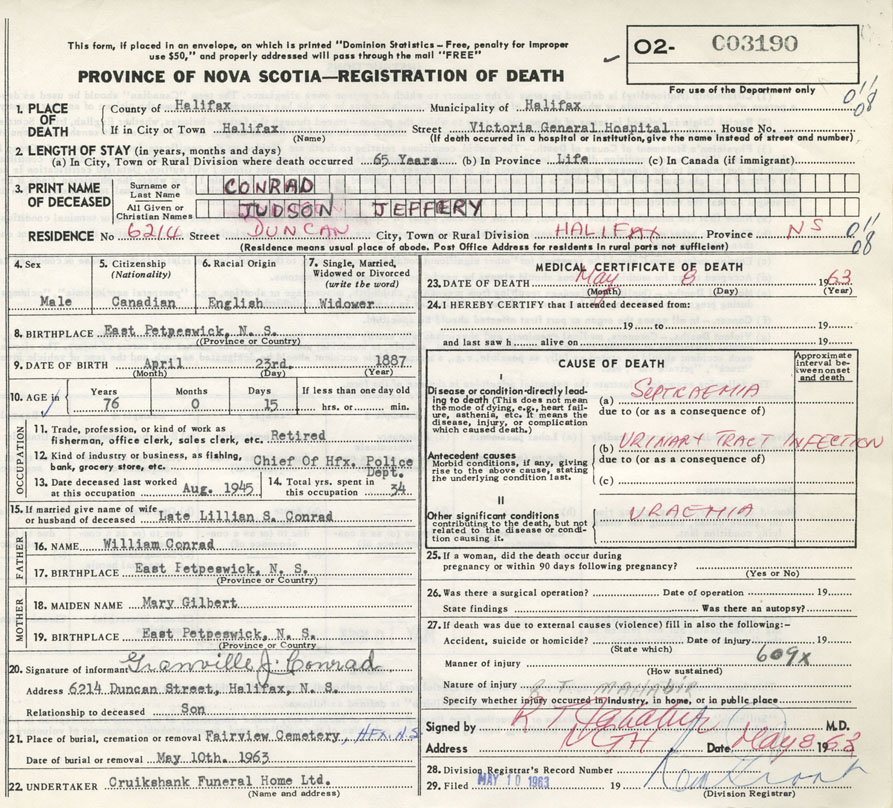 This form, if placed in an envelope, on which is printed "Dominion Statistics – Free, penalty for improper
use $50," and properly addressed will pass through the mail "FREE"
PROVINCE OF NOVA SCOTIA—REGISTRATION OF DEATH
O2- C03190
For use of the Department only
011
08
1. PLACE OF DEATH
County of Halifax Municipality of Halifax
If in City or Town Halifax Street Victoria General Hospital House No.
(Name) (If death occurred in a hospital or institution, give the name instead of street and number)
2. LENGTH OF STAY (in years, months and days)
(a) In City, Town or Rural Division where death occurred 65 Years (b) In Province Life (c) In Canada (if immigrant)
3. PRINT NAME OF DECEASED
Surname or Last Name CONRAD
All Given or Christian Names JUDSON JEFFERY
RESIDENCE No 6214 Street DUNCAN City, Town or Rural Division HALIFAX Province NS
(Residence means usual place of abode. Post Office Address for residents in rural parts not sufficient)
011
08
4. Sex
Male
5. Citizenship
(Nationality)
Canadian
6. Racial Origin
English
7. Single, Married, Widowed or Divorced
(write the word)
Widower
8. BIRTHPLACE East Petpeswick, N. S.
(Province or Country)
9. DATE OF BIRTH April 23rd. 1887
(Month) (Day) (Year)
10. AGE in
Years Months Days If less than one day old
76 0 15 hrs. or min.
OCCUPATION
11. Trade, profession, or kind of work as
fisherman, office clerk, sales clerk, etc. Retired
12. Kind of industry or business, as fishing,
bank, grocery store, etc. Chief Of Hfx. Police
Dept.
13. Date deceased last worked
at this occupation Aug. 1945
14. Total yrs. spent in
this occupation 34
15. If married give name of wife
or husband of deceased Late Lillian S. Conrad
FATHER
16. NAME William Conrad
17. BIRTHPLACE East Petpeswick, N. S.
(Province or Country)
MOTHER
18. MAIDEN NAME Mary Gilbert
19. BIRTHPLACE East Petpeswick, N. S.
(Province or Country
20. Signature of informant Granville J. Conrad
Address 6214 Duncan Street, Halifax, N. S.
Relationship to deceased Son
21. Place of burial, cremation or removal Fairview Cemetery, Hfx. N.S
Date of burial or removal May 10th. 1963
22. UNDERTAKER Cruikshank Funeral Home Ltd.
(Name and address)
MEDICAL CERTIFICATE OF DEATH
23. DATE OF DEATH May 8 1963
(Month) (Day) (Year)
24. I HEREBY CERTIFY that I attended deceased from:
19 to 19
and last saw h alive on 19
CAUSE OF DEATH
Approximate interval between onset and death
I
Disease or condition directly leading to death (This does not mean the mode of dying, e.g., heart failure, asthenia, etc. It means the disease, injury, or complication which caused death.)
(a) SEPTRAEMIA
due to (or as a consequence of)
(b) URINARY TRACT INFECTION
due to (or as a consequence of)
Antecedent causes
Morbid conditions, if any, giving rise to the above cause, stating the underlying condition last.
(c)
II
Other significant conditions
contributing to the death, but not related to the disease or condition causing it.
URAEMIA
25. If a woman, did the death occur during
pregnancy or within 90 days following pregnancy?
(Yes or No)
26. Was there a surgical operation? Date of operation 19
State findings Was there an autopsy?
27. If death was due to external causes (violence) fill in also the following:-
Accident, suicide or homicide? Date of injury 19
(State which)
609x
Manner of injury
(How sustained)
Nature of injury
R T MAHABIR
Specify whether injury occurred in industry, in home, or in public place
Signed by M.D.
Address VGH Date May 8 1963
28. Division Registrar's Record Number
29. Filed MAY 10 1963 19
(Division Registrar)